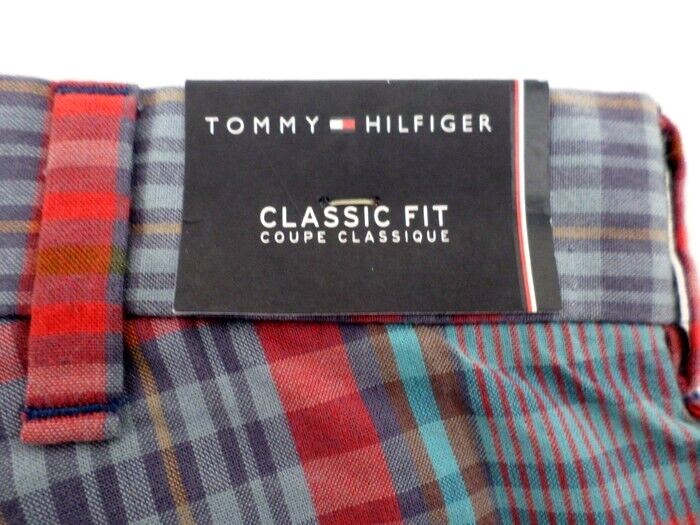 TOMMY HILFIGER
CLASSIC FIT
COUPE CLASSIQUE